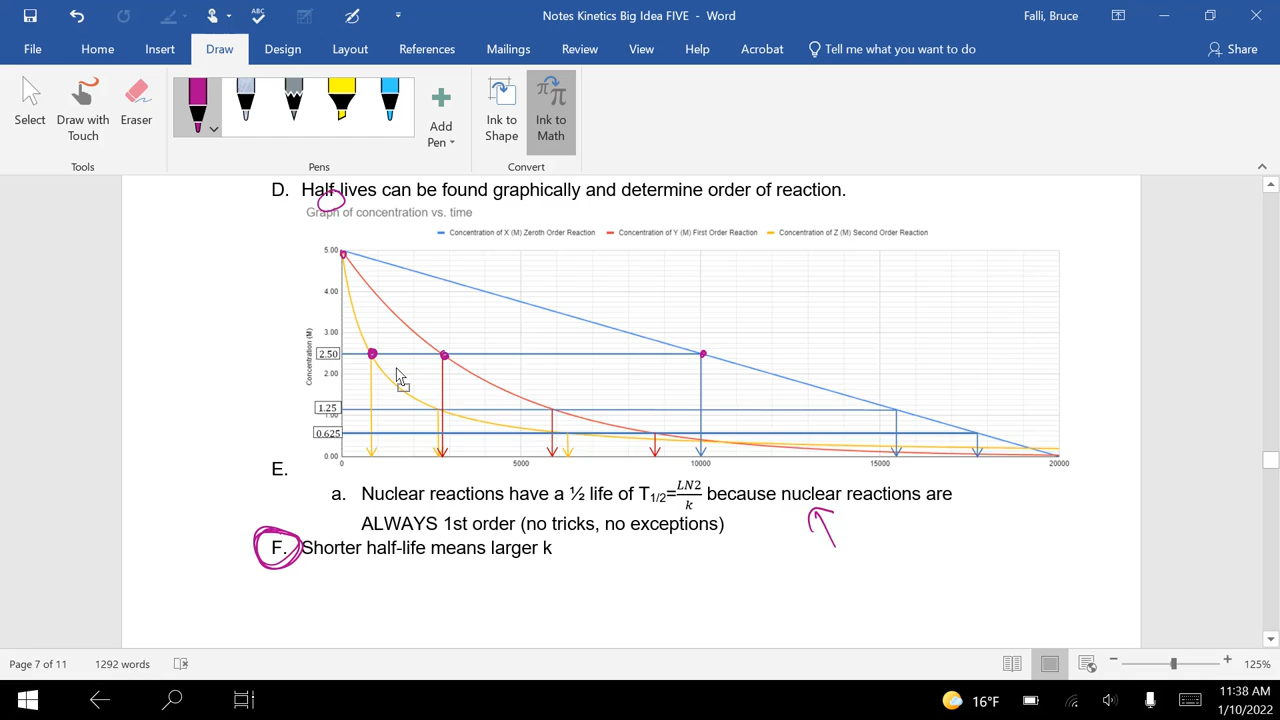 Notes Kinetics Big Idea FIVE - Word
Falli, Bruce
File Home Insert Draw Design Layout References Mailings Review View Help Acrobat Tell me what you want to do Share
Select Draw with Touch Eraser Add Pen Ink to Shape Ink to Math
Tools Pens Convert
D. Half lives can be found graphically and determine order of reaction.
Graph of concentration vs. time
Concentration of X (M) Zeroth Order Reaction Concentration of Y (M) First Order Reaction Concentration of Z (M) Second Order Reaction
Concentration (M)
5.00
4.00
3.00
2.50
2.00
1.25
1.00
0.625
0.00
0 5000 10000 15000 20000
E.
a. Nuclear reactions have a ½ life of T1/2=LN2/k because nuclear reactions are
ALWAYS 1st order (no tricks, no exceptions)
F. Shorter half-life means larger k
Page 7 of 11 1292 words 125%
16°F 11:38 AM
1/10/2022